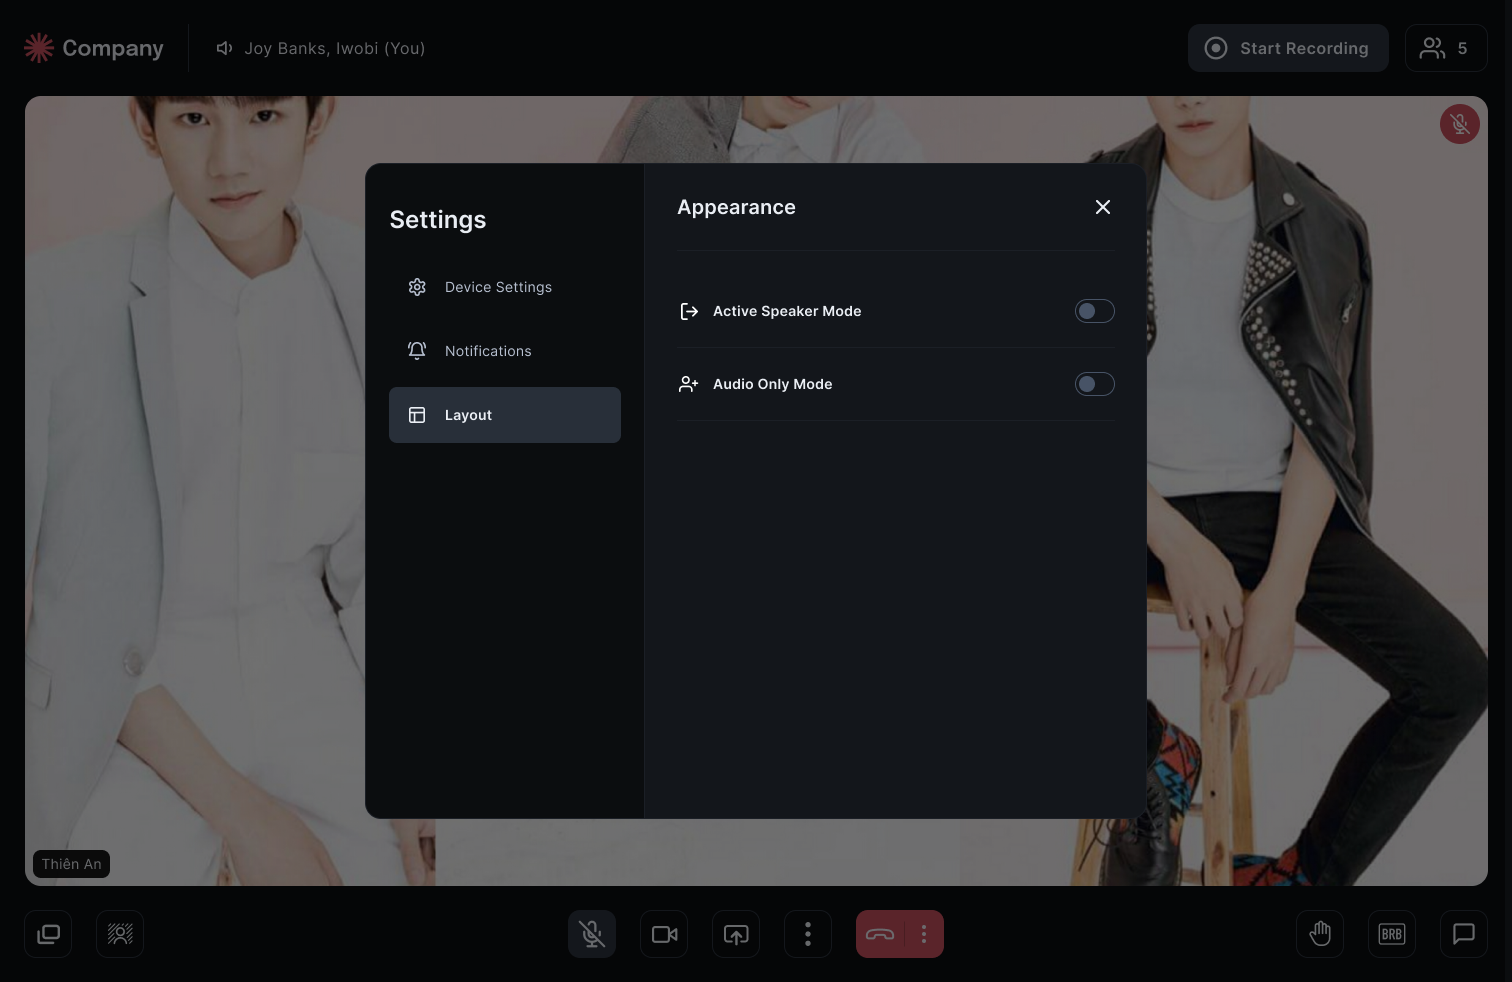 Company
Joy Banks, Iwobi (You)
Start Recording
5
Settings
Device Settings
Notifications
Layout
Appearance
Active Speaker Mode
Audio Only Mode
Thiên An
BRB